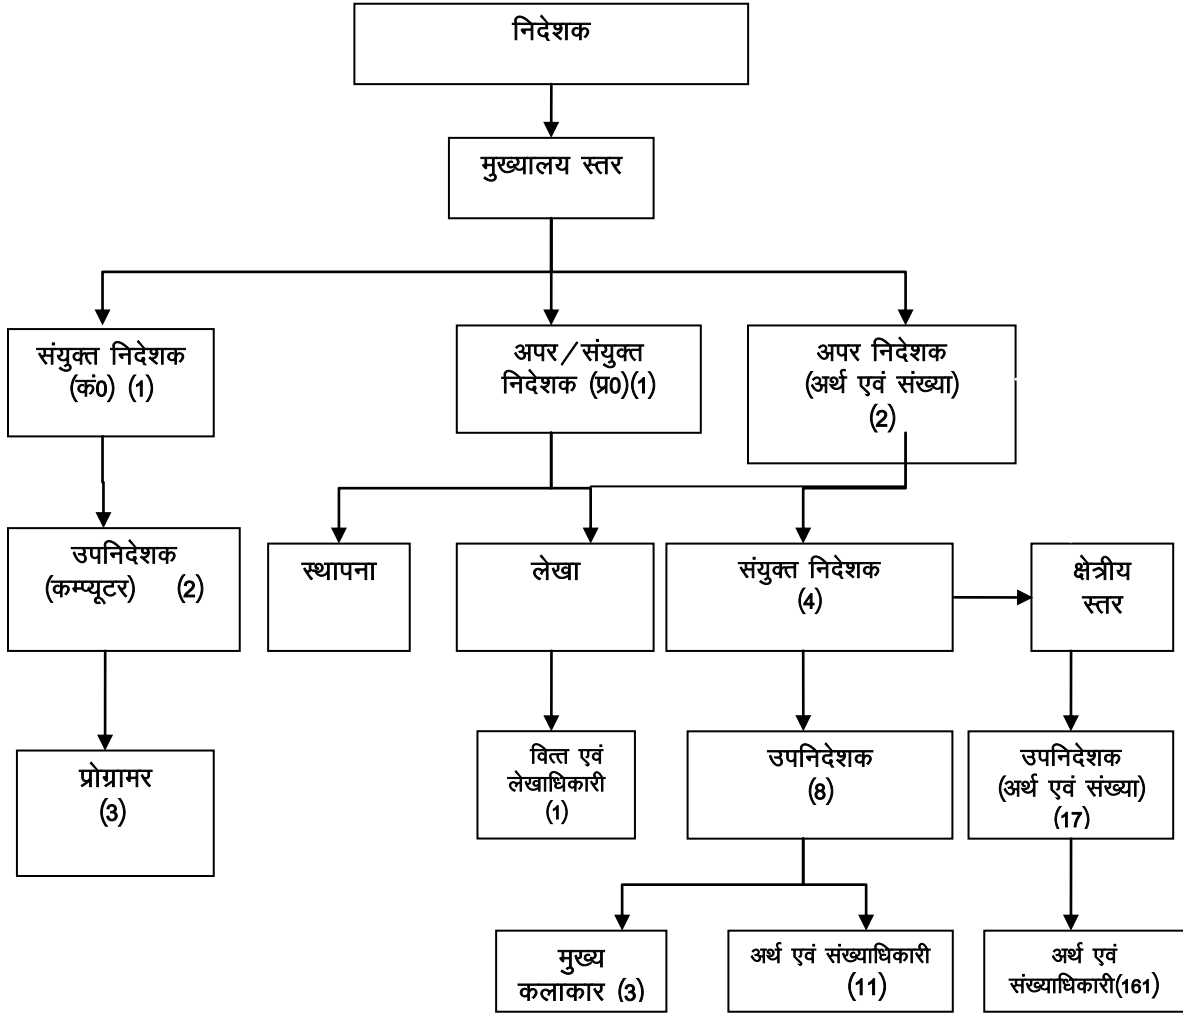 निदेशक
मुख्यालय स्तर
संयुक्त निदेशक
(कं0) (1)
अपर/संयुक्त
निदेशक (प्र0)(1)
अपर निदेशक
(अर्थ एवं संख्या)
(2)
उपनिदेशक
(कम्प्यूटर) (2)
स्थापना
लेखा
संयुक्त निदेशक
(4)
क्षेत्रीय
स्तर
प्रोग्रामर
(3)
वित्त एवं
लेखाधिकारी
(1)
उपनिदेशक
(8)
उपनिदेशक
(अर्थ एवं संख्या)
(17)
मुख्य
कलाकार (3)
अर्थ एवं संख्याधिकारी
(11)
अर्थ एवं
संख्याधिकारी(161)